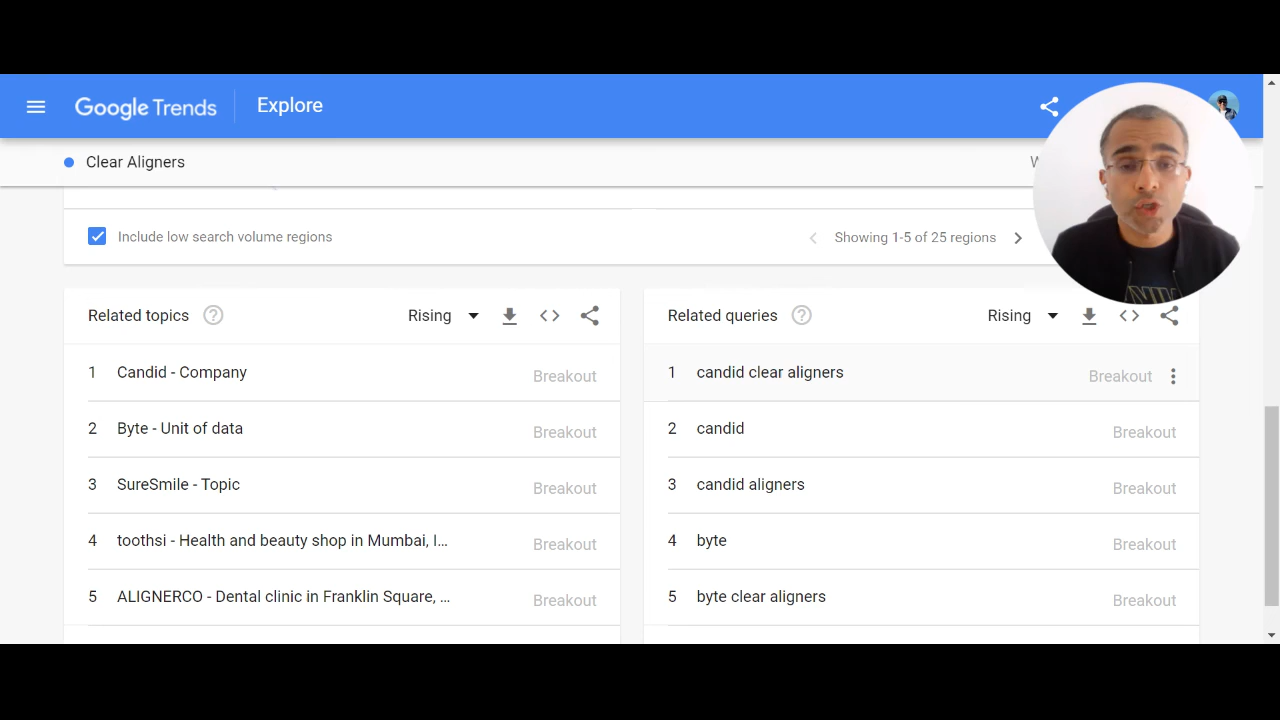 Google Trends
Explore
Clear Aligners
W
Include low search volume regions
Showing 1-5 of 25 regions
Related topics
Rising
1 Candid - Company Breakout
2 Byte - Unit of data Breakout
3 SureSmile - Topic Breakout
4 toothsi - Health and beauty shop in Mumbai, I... Breakout
5 ALIGNERCO - Dental clinic in Franklin Square, ... Breakout
Related queries
Rising
1 candid clear aligners Breakout
2 candid Breakout
3 candid aligners Breakout
4 byte Breakout
5 byte clear aligners Breakout